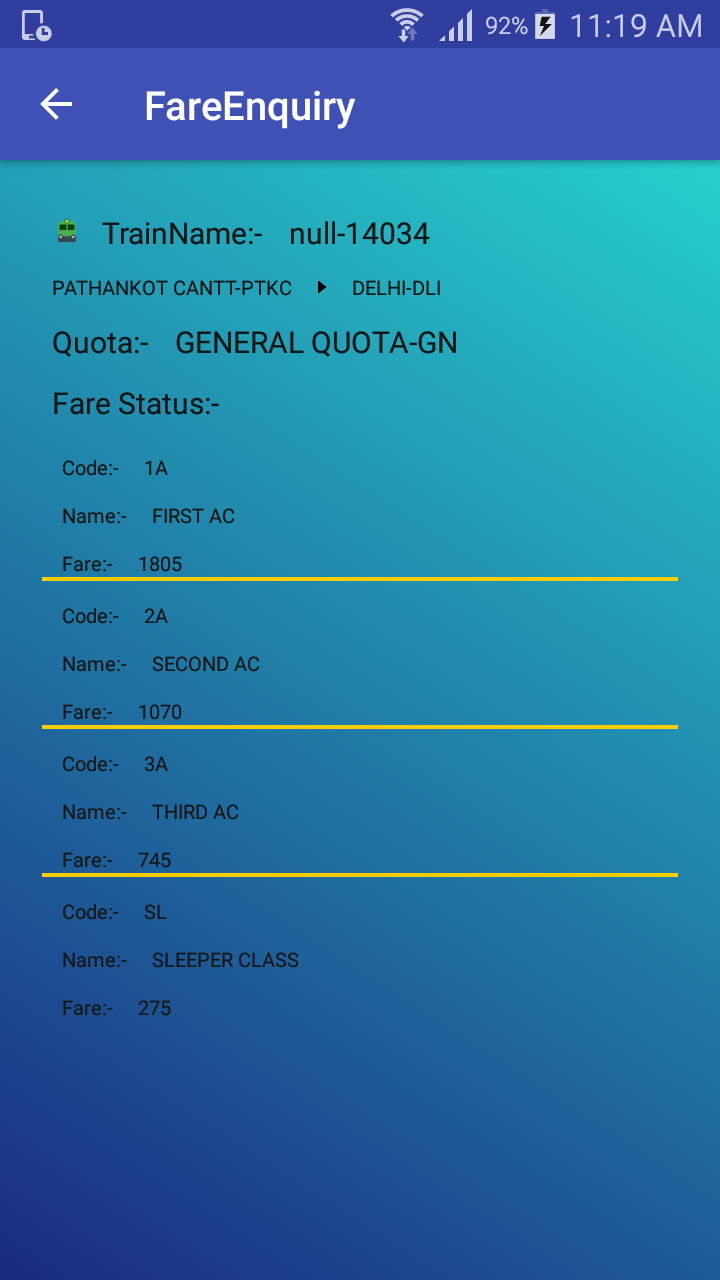 92% 11:19 AM
FareEnquiry
TrainName:- null-14034
PATHANKOT CANTT-PTKC DELHI-DLI
Quota:- GENERAL QUOTA-GN
Fare Status:-
Code:- 1A
Name:- FIRST AC
Fare:- 1805
Code:- 2A
Name:- SECOND AC
Fare:- 1070
Code:- 3A
Name:- THIRD AC
Fare:- 745
Code:- SL
Name:- SLEEPER CLASS
Fare:- 275